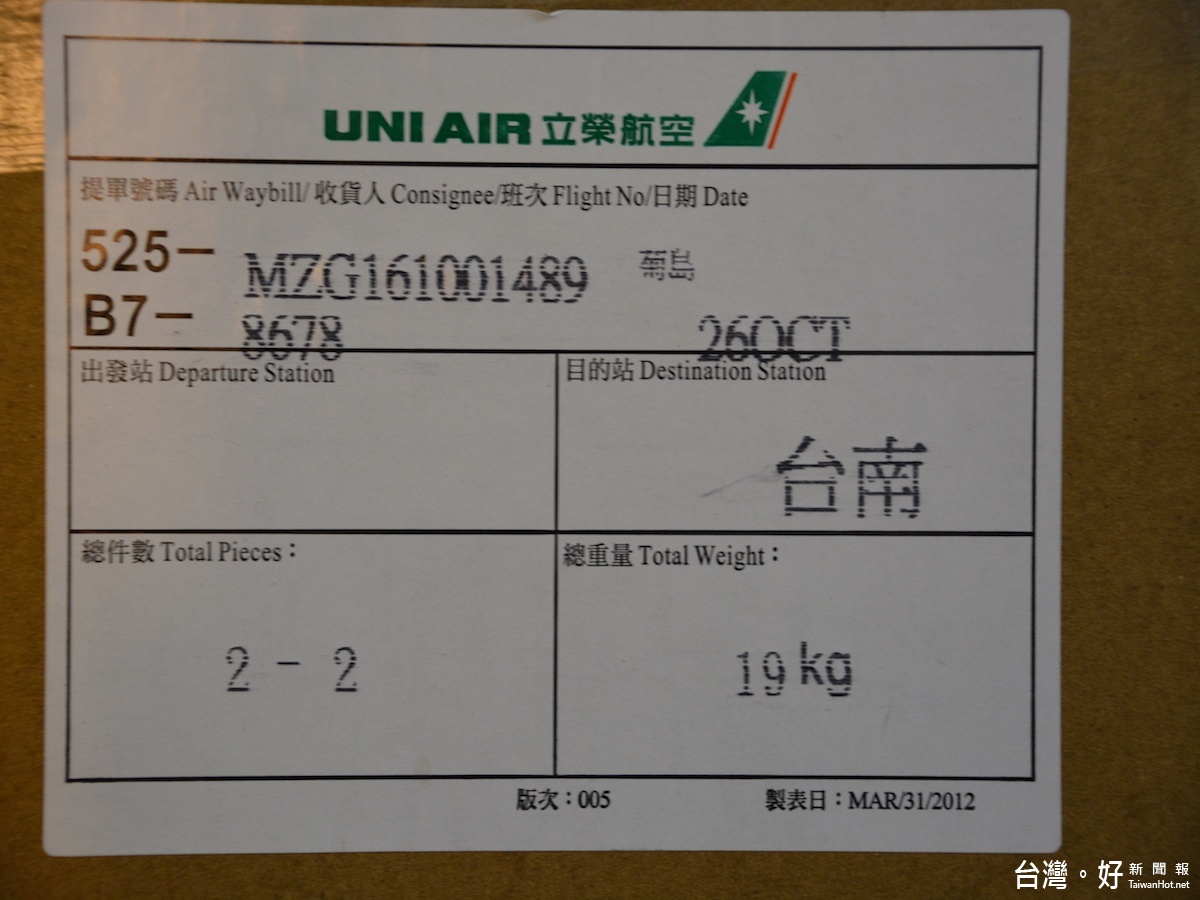 UNI AIR 立榮航空
提單號碼 Air Waybill/ 收貨人 Consignee/班次 Flight No/日期 Date
525- MZG161001489 菊島
B7- 8678 26OCT
出發站 Departure Station
目的站 Destination Station
台南
總件數 Total Pieces：
總重量 Total Weight：
2 - 2
19 kg
版次：005
製表日：MAR/31/2012
台灣。好 新聞報
TaiwanHot.net